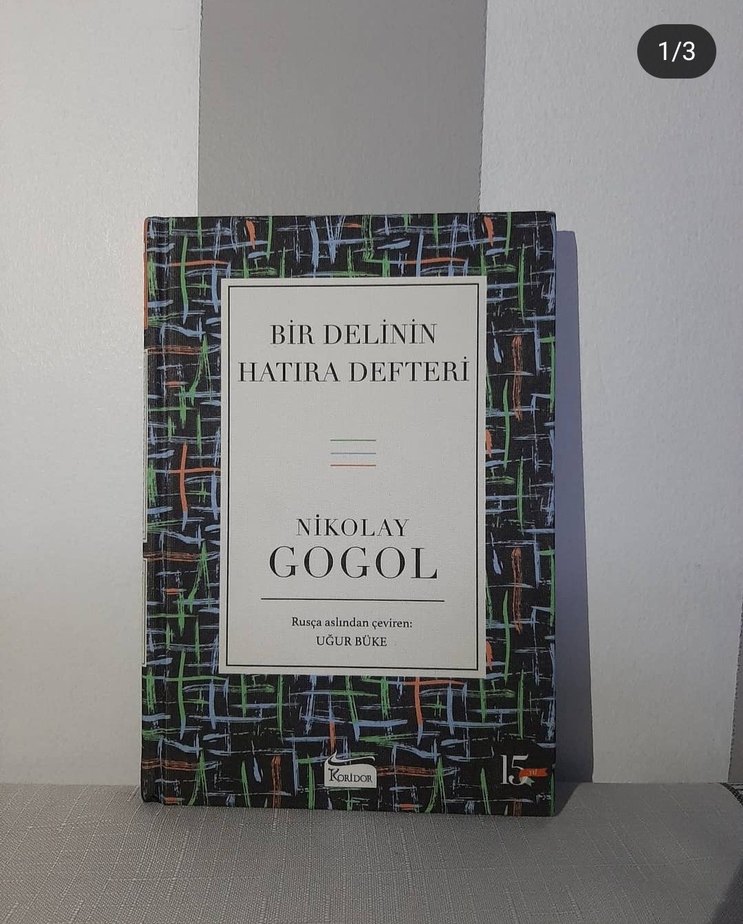 1/3
BİR DELİNİN
HATIRA DEFTERİ
NİKOLAY
GOGOL
Rusça aslından çeviren:
UĞUR BÜKE
KORİDOR
15